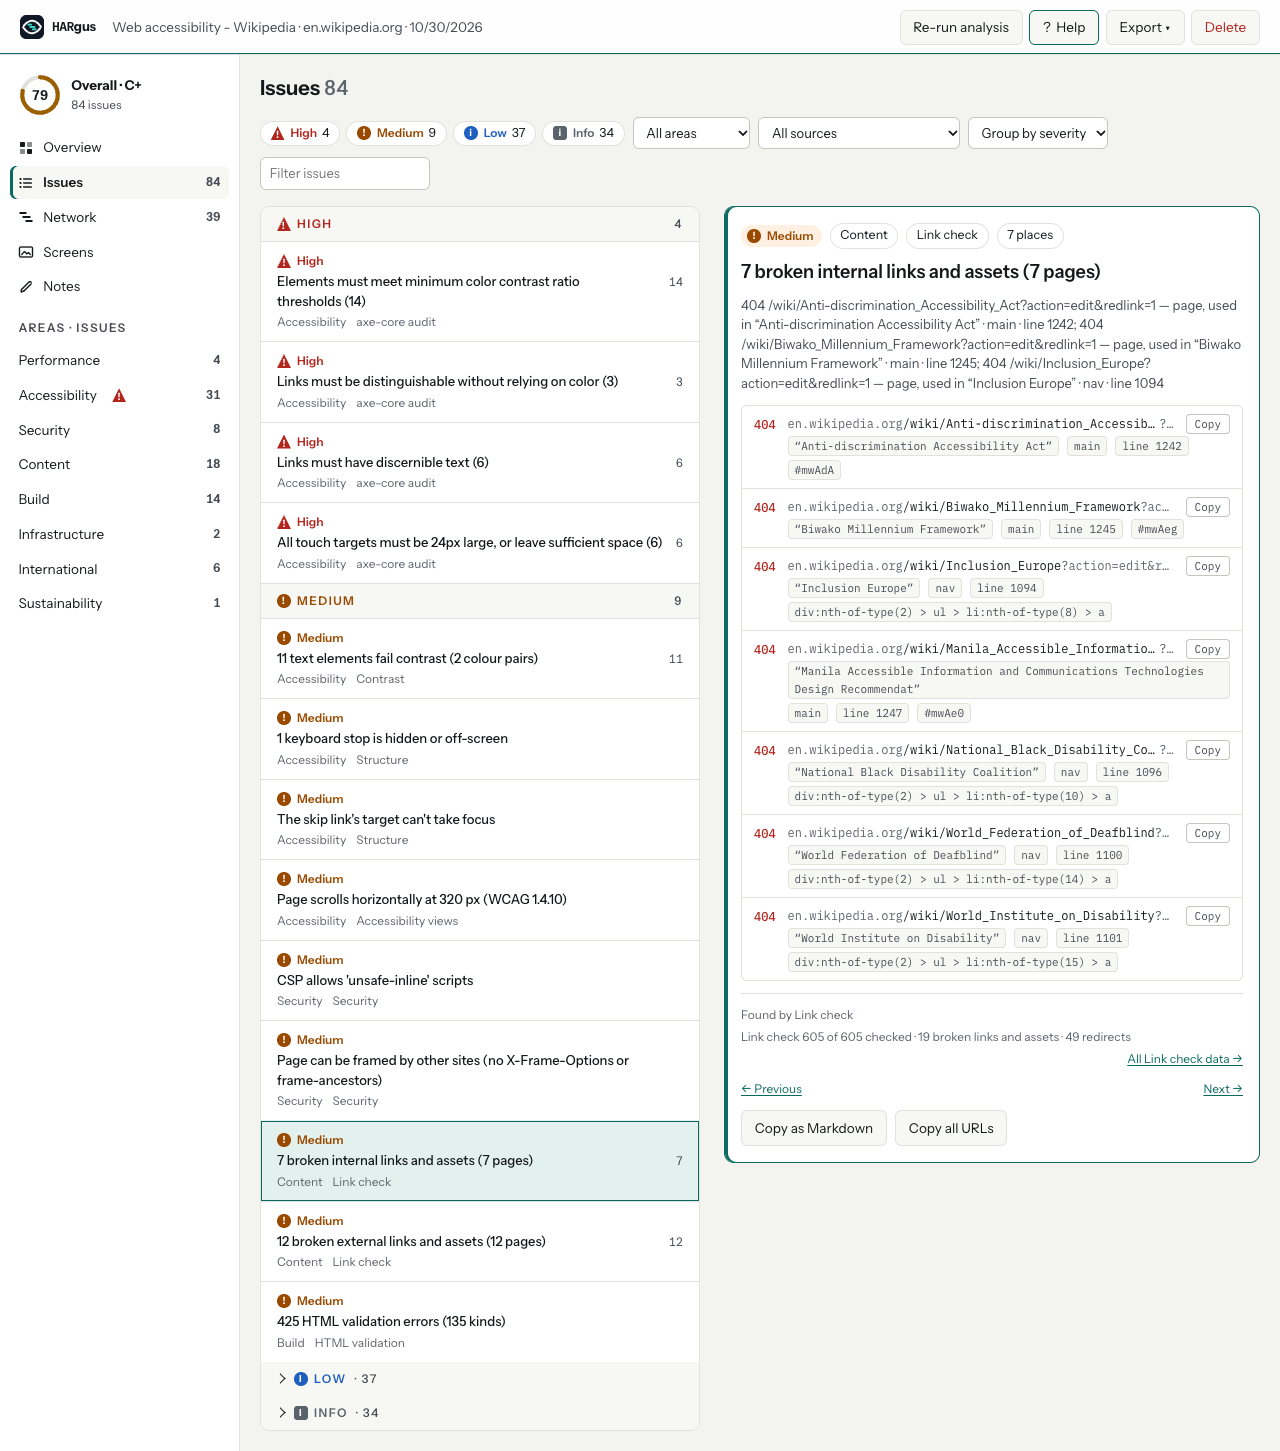 HARgus
Web accessibility - Wikipedia · en.wikipedia.org · 10/30/2026
Re-run analysis
? Help
Export ▾
Delete
79
Overall · C+
84 issues
Overview
Issues 84
Network 39
Screens
Notes
AREAS · ISSUES
Performance 4
Accessibility 31
Security 8
Content 18
Build 14
Infrastructure 2
International 6
Sustainability 1
Issues 84
High 4
Medium 9
Low 37
Info 34
All areas
All sources
Group by severity
Filter issues
HIGH 4
High
Elements must meet minimum color contrast ratio
thresholds (14)
14
Accessibility axe-core audit
High
Links must be distinguishable without relying on color (3) 3
Accessibility axe-core audit
High
Links must have discernible text (6) 6
Accessibility axe-core audit
High
All touch targets must be 24px large, or leave sufficient space (6) 6
Accessibility axe-core audit
MEDIUM 9
Medium
11 text elements fail contrast (2 colour pairs) 11
Accessibility Contrast
Medium
1 keyboard stop is hidden or off-screen
Accessibility Structure
Medium
The skip link's target can't take focus
Accessibility Structure
Medium
Page scrolls horizontally at 320 px (WCAG 1.4.10)
Accessibility Accessibility views
Medium
CSP allows 'unsafe-inline' scripts
Security Security
Medium
Page can be framed by other sites (no X-Frame-Options or
frame-ancestors)
Security Security
Medium
7 broken internal links and assets (7 pages) 7
Content Link check
Medium
12 broken external links and assets (12 pages) 12
Content Link check
Medium
425 HTML validation errors (135 kinds)
Build HTML validation
LOW · 37
INFO · 34
Medium
Content
Link check
7 places
7 broken internal links and assets (7 pages)
404 /wiki/Anti-discrimination_Accessibility_Act?action=edit&redlink=1 — page, used
in “Anti-discrimination Accessibility Act” · main · line 1242; 404
/wiki/Biwako_Millennium_Framework?action=edit&redlink=1 — page, used in “Biwako
Millennium Framework” · main · line 1245; 404 /wiki/Inclusion_Europe?
action=edit&redlink=1 — page, used in “Inclusion Europe” · nav · line 1094
404 en.wikipedia.org/wiki/Anti-discrimination_Accessib… ?… Copy
“Anti-discrimination Accessibility Act” main line 1242
#mwAdA
404 en.wikipedia.org/wiki/Biwako_Millennium_Framework?ac… Copy
“Biwako Millennium Framework” main line 1245 #mwAeg
404 en.wikipedia.org/wiki/Inclusion_Europe?action=edit&r… Copy
“Inclusion Europe” nav line 1094
div:nth-of-type(2) > ul > li:nth-of-type(8) > a
404 en.wikipedia.org/wiki/Manila_Accessible_Informatio… ?… Copy
“Manila Accessible Information and Communications Technologies
Design Recommendat”
main line 1247 #mwAe0
404 en.wikipedia.org/wiki/National_Black_Disability_Co… ?… Copy
“National Black Disability Coalition” nav line 1096
div:nth-of-type(2) > ul > li:nth-of-type(10) > a
404 en.wikipedia.org/wiki/World_Federation_of_Deafblind?… Copy
“World Federation of Deafblind” nav line 1100
div:nth-of-type(2) > ul > li:nth-of-type(14) > a
404 en.wikipedia.org/wiki/World_Institute_on_Disability?… Copy
“World Institute on Disability” nav line 1101
div:nth-of-type(2) > ul > li:nth-of-type(15) > a
Found by Link check
Link check 605 of 605 checked · 19 broken links and assets · 49 redirects
All Link check data →
← Previous
Next →
Copy as Markdown
Copy all URLs